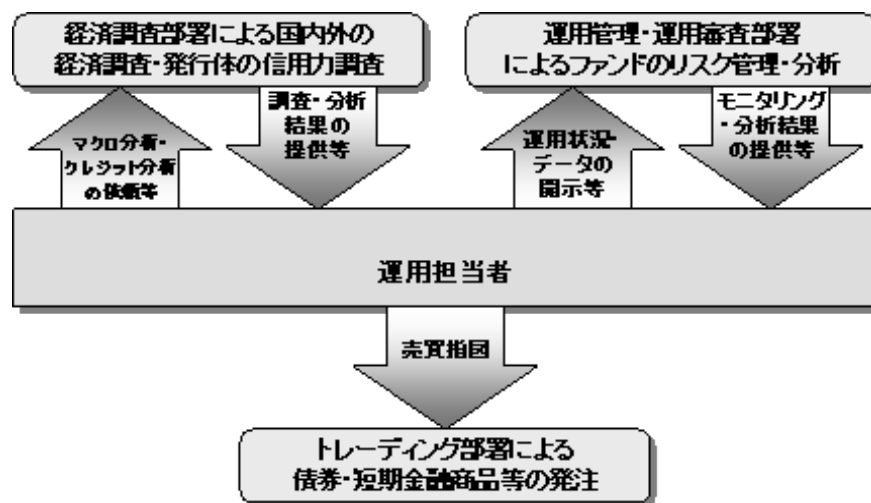 経済調査部署による国内外の
経済調査・発行体の信用力調査
運用管理・運用審査部署
によるファンドのリスク管理・分析
マクロ分析・
クレジット分析
の依頼等
調査・分析
結果の
提供等
運用状況・
データの
開示等
モニタリング
・分析結果
の提供等
運用担当者
売買指図
トレーディング部署による
債券・短期金融商品等の発注